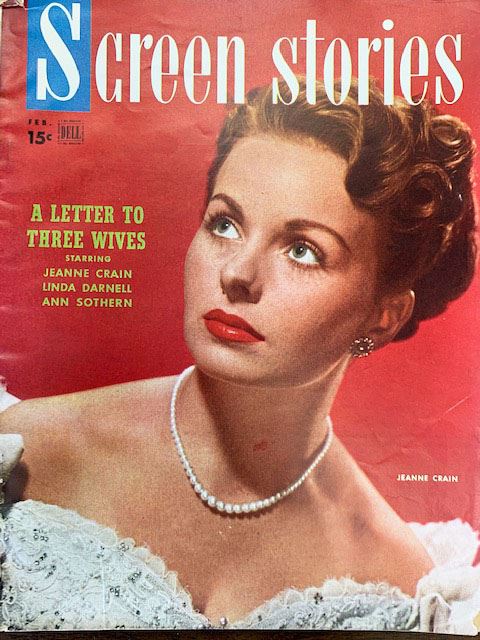 Screen stories
FEB.
15c
DELL
A LETTER TO
THREE WIVES
STARRING
JEANNE CRAIN
LINDA DARNELL
ANN SOTHERN
JEANNE CRAIN